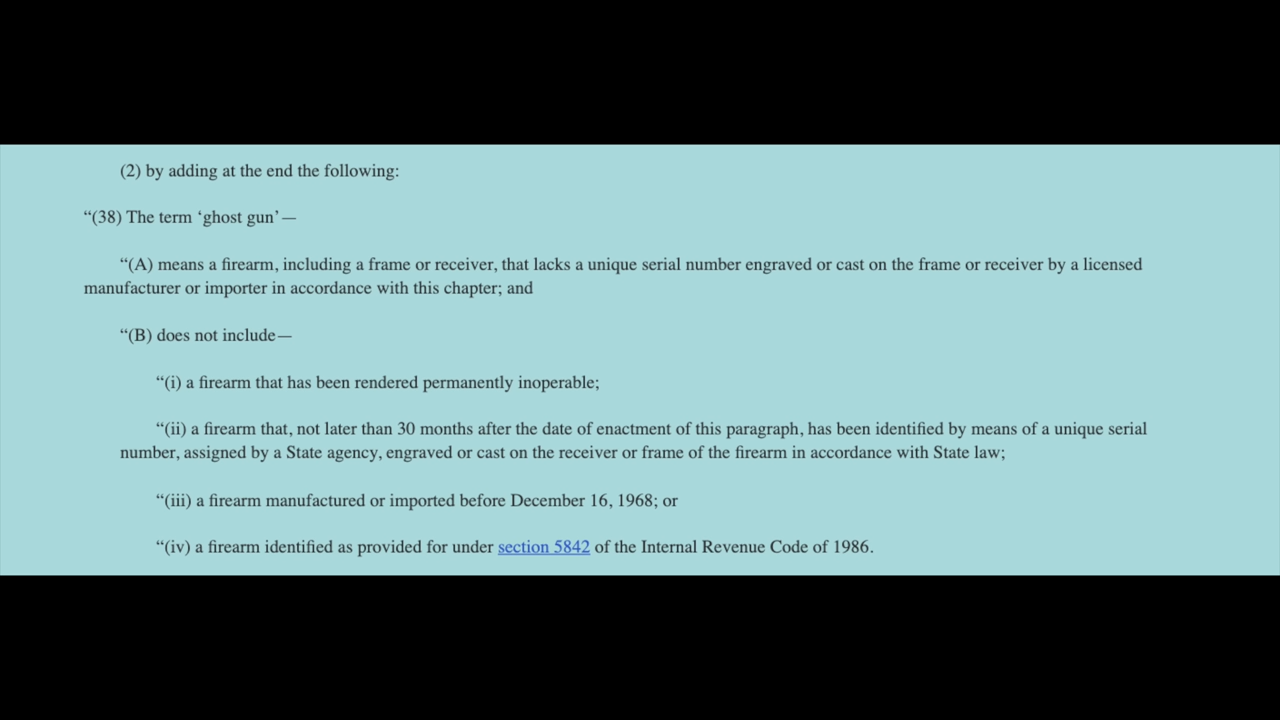 (2) by adding at the end the following:
“(38) The term ‘ghost gun’—
“(A) means a firearm, including a frame or receiver, that lacks a unique serial number engraved or cast on the frame or receiver by a licensed
manufacturer or importer in accordance with this chapter; and
“(B) does not include—
“(i) a firearm that has been rendered permanently inoperable;
“(ii) a firearm that, not later than 30 months after the date of enactment of this paragraph, has been identified by means of a unique serial
number, assigned by a State agency, engraved or cast on the receiver or frame of the firearm in accordance with State law;
“(iii) a firearm manufactured or imported before December 16, 1968; or
“(iv) a firearm identified as provided for under section 5842 of the Internal Revenue Code of 1986.